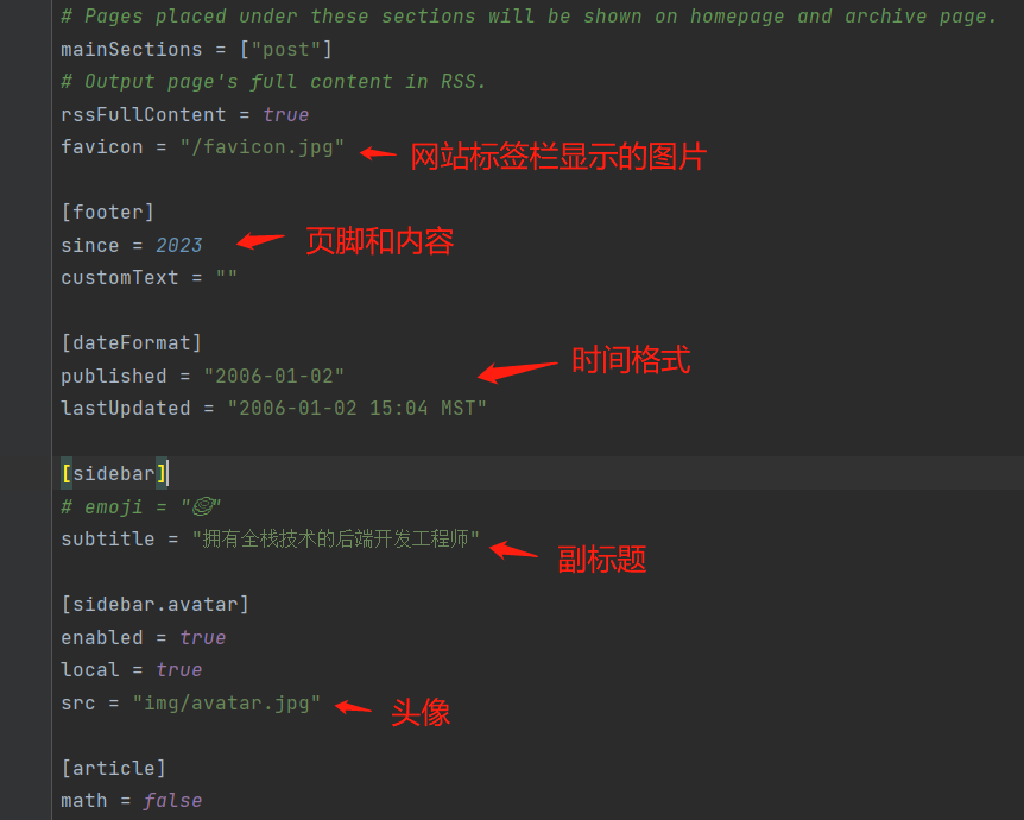 # Pages placed under these sections will be shown on homepage and archive page.
mainSections = ["post"]
# Output page's full content in RSS.
rssFullContent = true
favicon = "/favicon.jpg" 网站标签栏显示的图片
[footer]
since = 2023 页脚和内容
customText = ""
[dateFormat]
published = "2006-01-02" 时间格式
lastUpdated = "2006-01-02 15:04 MST"
[sidebar]
# emoji = "🍥"
subtitle = "拥有全栈技术的后端开发工程师" 副标题
[sidebar.avatar]
enabled = true
local = true
src = "img/avatar.jpg" 头像
[article]
math = false